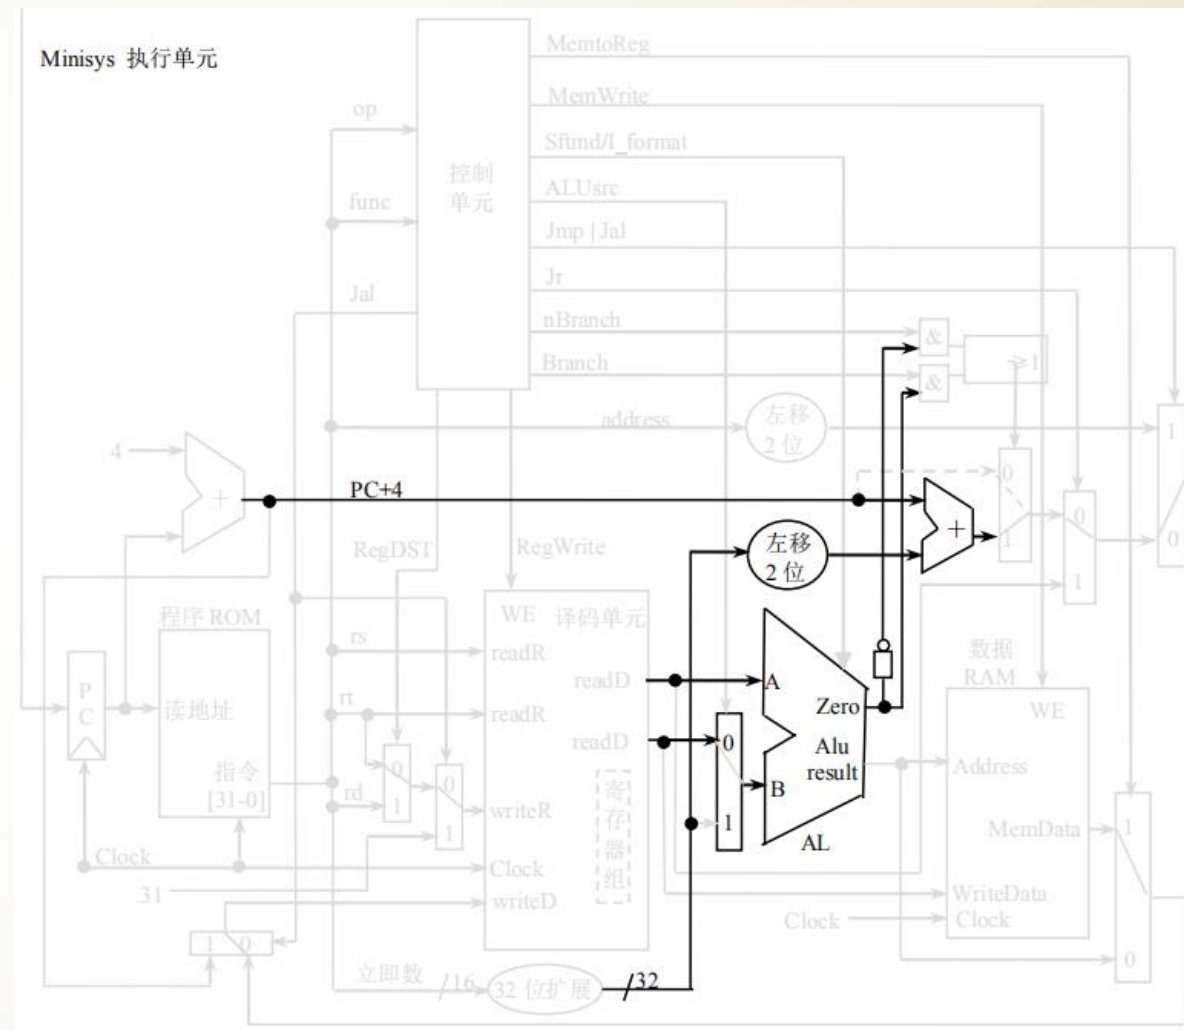 Minisys 执行单元
MemtoReg
MemWrite
Sftmd/I_format
ALUsrc
Jmp | Jal
Jr
nBranch
Branch
op
func
Jal
控制
单元
&
≥1
&
address
左移
2 位
1
0
4
+
PC+4
0
1
+
0
1
左移
2 位
RegDST
RegWrite
程序 ROM
P
C
读地址
指令
[31-0]
rs
rt
rd
0
1
0
1
WE
译码单元
readR
readD
readR
readD
writeR
寄
存
器
组
Clock
writeD
0
1
A
B
Zero
Alu
result
AL
数据
RAM
WE
Address
MemData
WriteData
Clock
Clock
1
0
Clock
31
1
0
立即数
/16
32 位扩展
/32